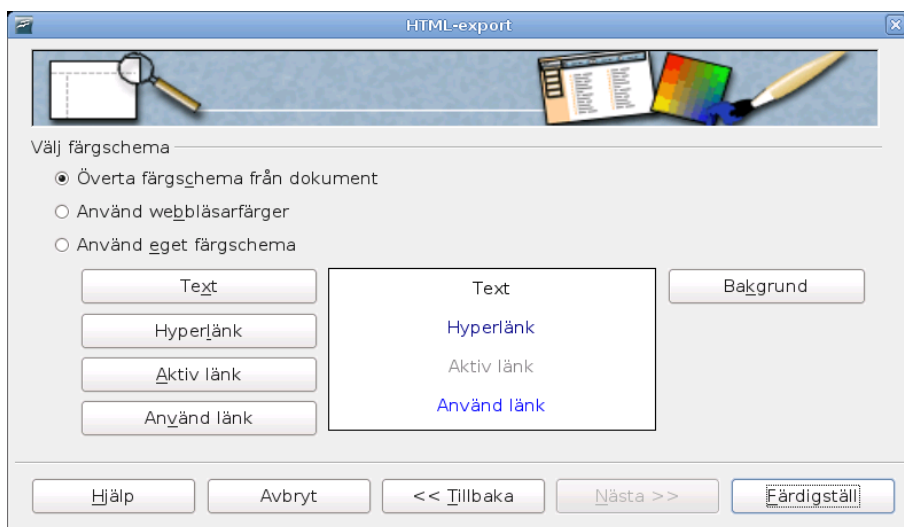 HTML-export
Välj färgschema
Överta färgschema från dokument
Använd webbläsarfärger
Använd eget färgschema
Text
Hyperlänk
Aktiv länk
Använd länk
Text
Hyperlänk
Aktiv länk
Använd länk
Bakgrund
Hjälp
Avbryt
<< Tillbaka
Nästa >>
Färdigställ